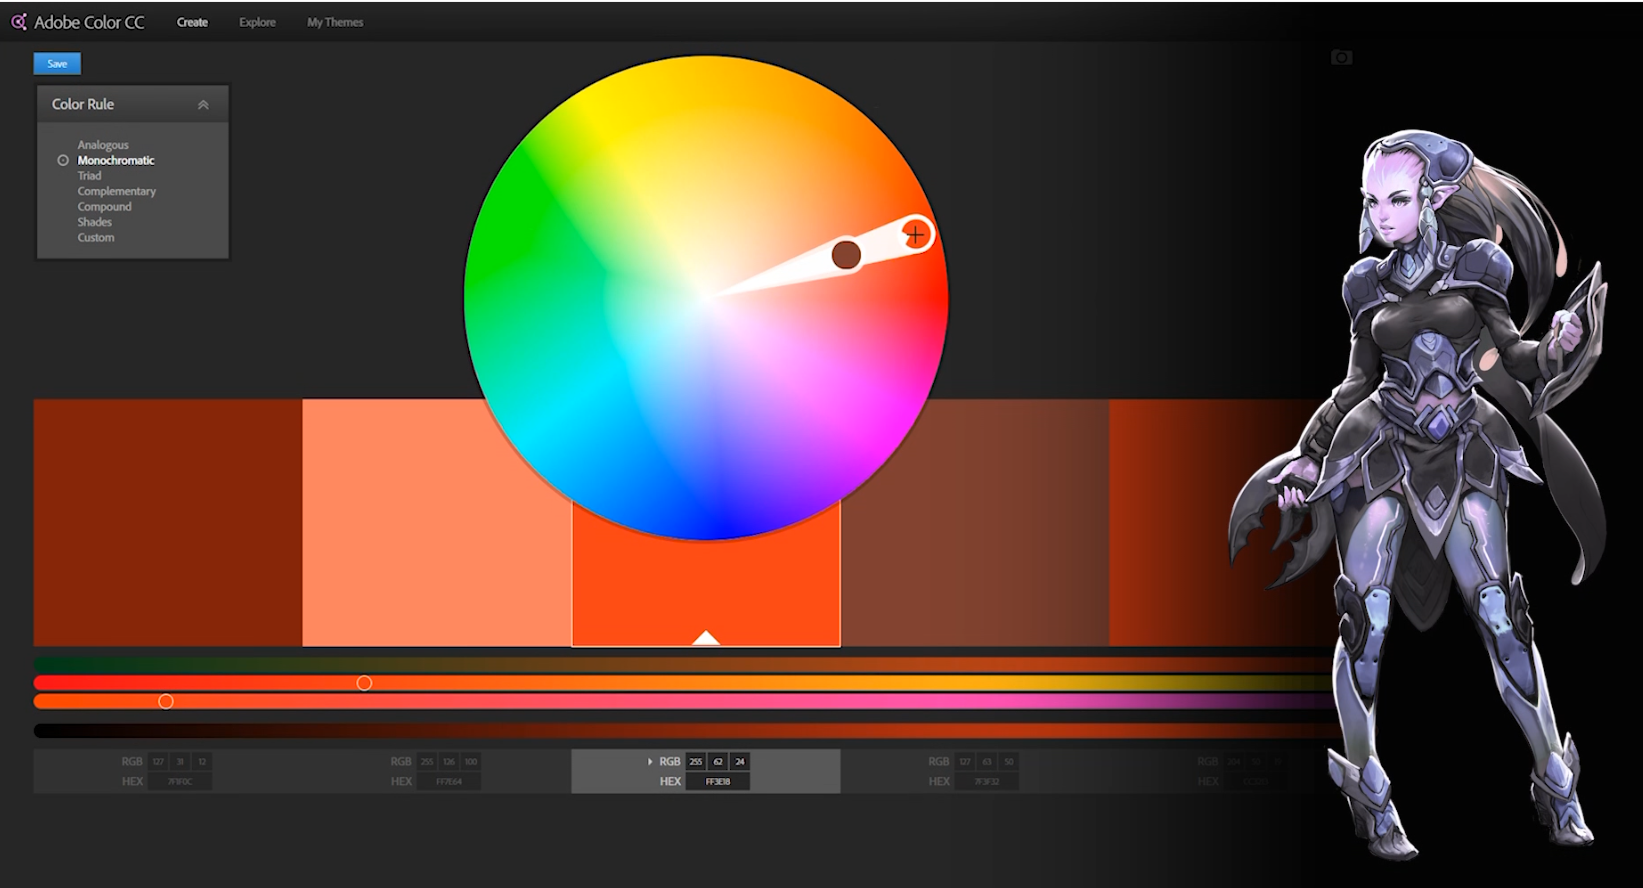 Adobe Color CC Create Explore My Themes
Save
Color Rule
Analogous
Monochromatic
Triad
Complementary
Compound
Shades
Custom
RGB 127 31 12 RGB 255 126 100 RGB 255 62 24 RGB 127 63 50 RGB 204
HEX 7F1F0C HEX FF7E64 HEX FF3E18 HEX 7F3F32 HEX